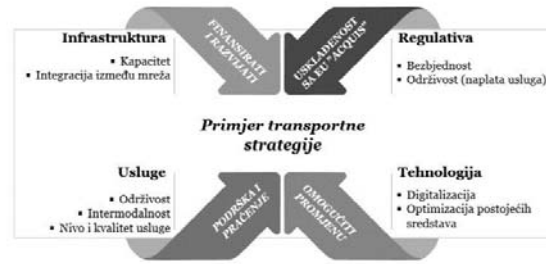 Infrastruktura
▪ Kapacitet
▪ Integracija između mreža
FINANSIRATI
I RAZVIJATI
USKLAĐENOST
SA EU "ACQUIS"
Regulativa
▪ Bezbjednost
▪ Održivost (naplata usluga)
Primjer transportne
strategije
Usluge
▪ Održivost
▪ Intermodalnost
▪ Nivo i kvalitet usluge
PODRŠKA I
PRAĆENJE
OMOGUĆITI
PROMJENU
Tehnologija
▪ Digitalizacija
▪ Optimizacija postojećih
sredstava